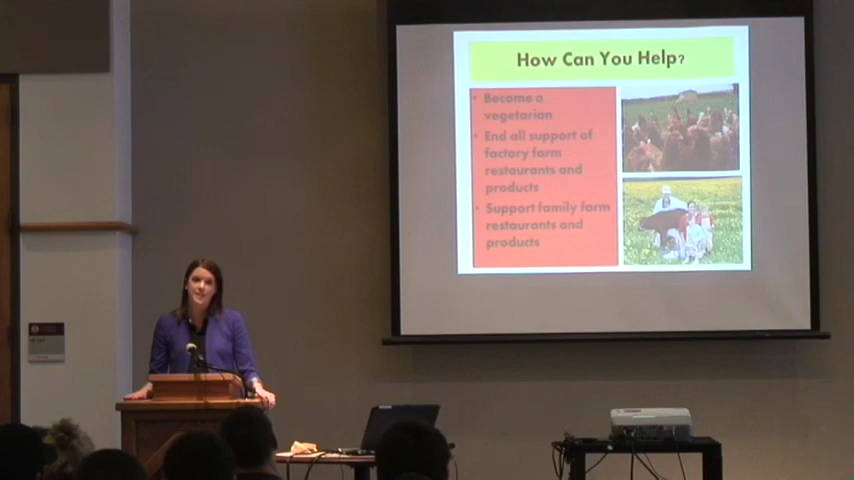 How Can You Help?
• Become a
vegetarian
• End all support of
factory farm
restaurants and
products
• Support family farm
restaurants and
products